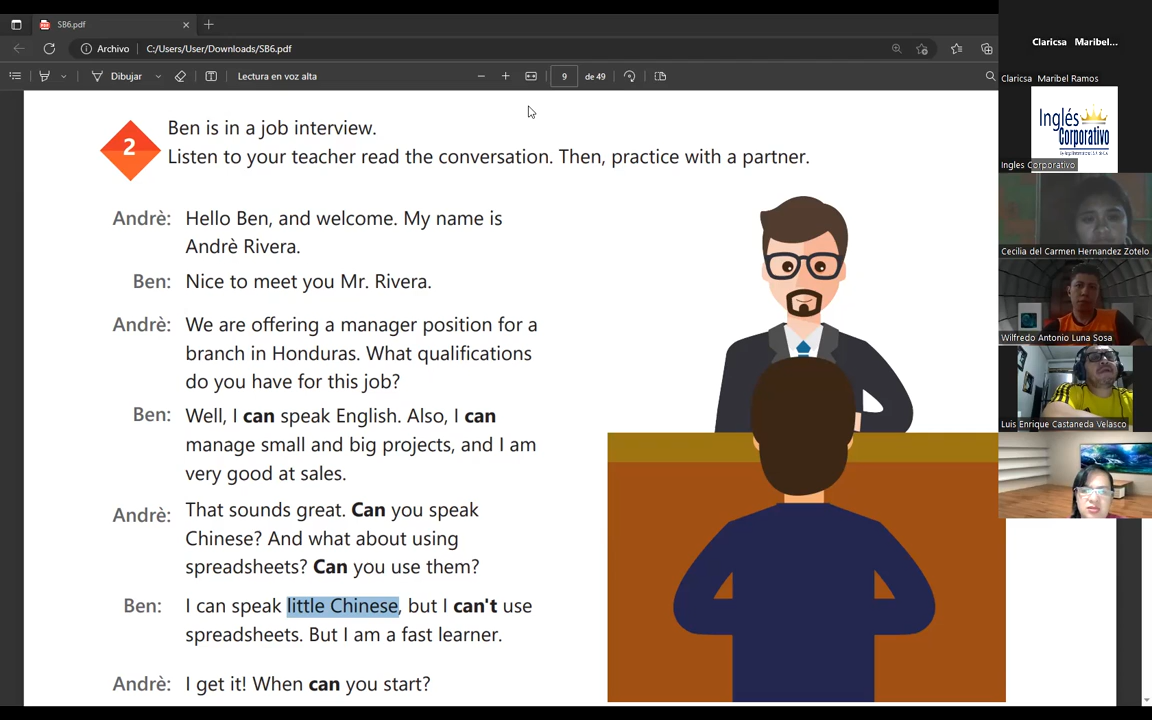 SB6.pdf
Archivo
C:/Users/User/Downloads/SB6.pdf
Dibujar
Lectura en voz alta
9
de 49
2
Ben is in a job interview.
Listen to your teacher read the conversation. Then, practice with a partner.
Andrè: Hello Ben, and welcome. My name is
Andrè Rivera.
Ben: Nice to meet you Mr. Rivera.
Andrè: We are offering a manager position for a
branch in Honduras. What qualifications
do you have for this job?
Ben: Well, I can speak English. Also, I can
manage small and big projects, and I am
very good at sales.
Andrè: That sounds great. Can you speak
Chinese? And what about using
spreadsheets? Can you use them?
Ben: I can speak little Chinese, but I can't use
spreadsheets. But I am a fast learner.
Andrè: I get it! When can you start?
Claricsa Maribel...
Claricsa Maribel Ramos
Inglés
Corporativo
Ingles Corporativo
Cecilia del Carmen Hernandez Zotelo
Wilfredo Antonio Luna Sosa
Luis Enrique Castaneda Velasco